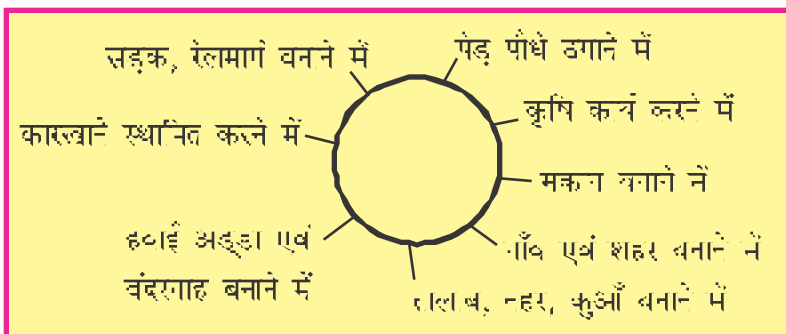 सड़क, रेलमार्ग बनाने में
पेड़ पौधे उगाने में
कृषि कार्य करने में
कारखाने स्थापित करने में
मकान बनाने में
हवाई अड्डा एवं
बंदरगाह बनाने में
गाँव एवं शहर बनाने में
तालाब, नहर, कुआँ बनाने में